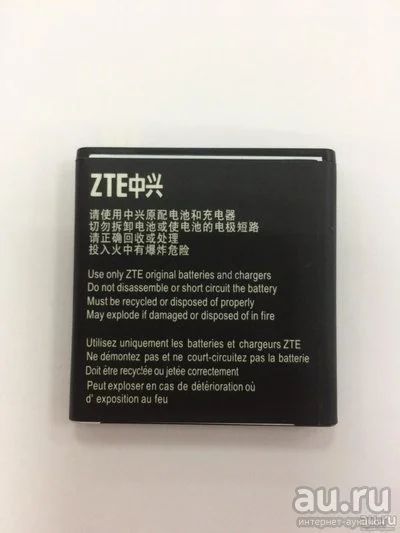 ZTE中兴
请使用中兴原配电池和充电器
切勿拆卸电池或使电池的电极短路
请正确回收或处理
投入火中有爆炸危险
Use only ZTE original batteries and chargers
Do not disassemble or short circuit the battery
Must be recycled or disposed of properly
May explode if damaged or disposed of in fire
Utilisez uniquement les batteries et chargeurs ZTE
Ne démontez pas et ne court-circuitez pas la batterie
Doit être recyclée ou jetée correctement
Peut exploser en cas de détérioration où
d' exposition au feu
au.ru
интернет-аукцион
au.ru